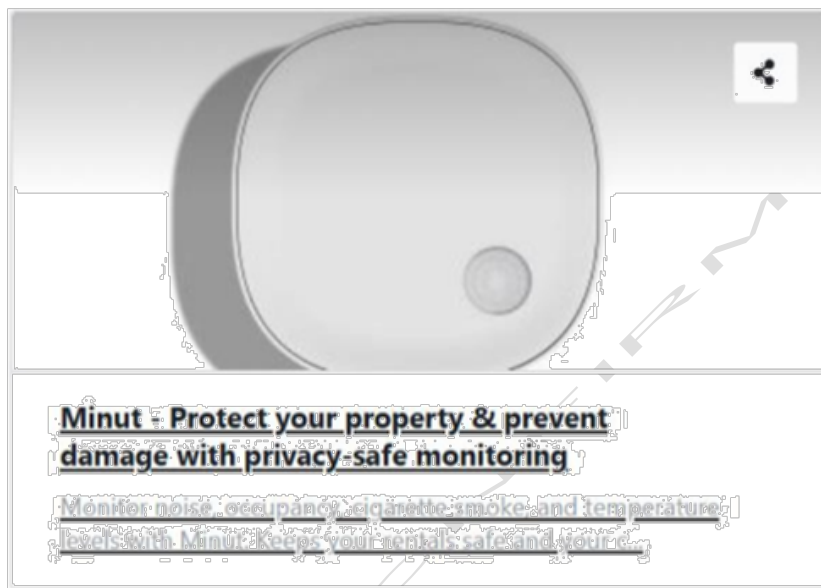 Minut - Protect your property & prevent
damage with privacy-safe monitoring
Monitor noise, occupancy, cigarette smoke, and temperature
levels with Minut. Keeps your rentals safe and your c...